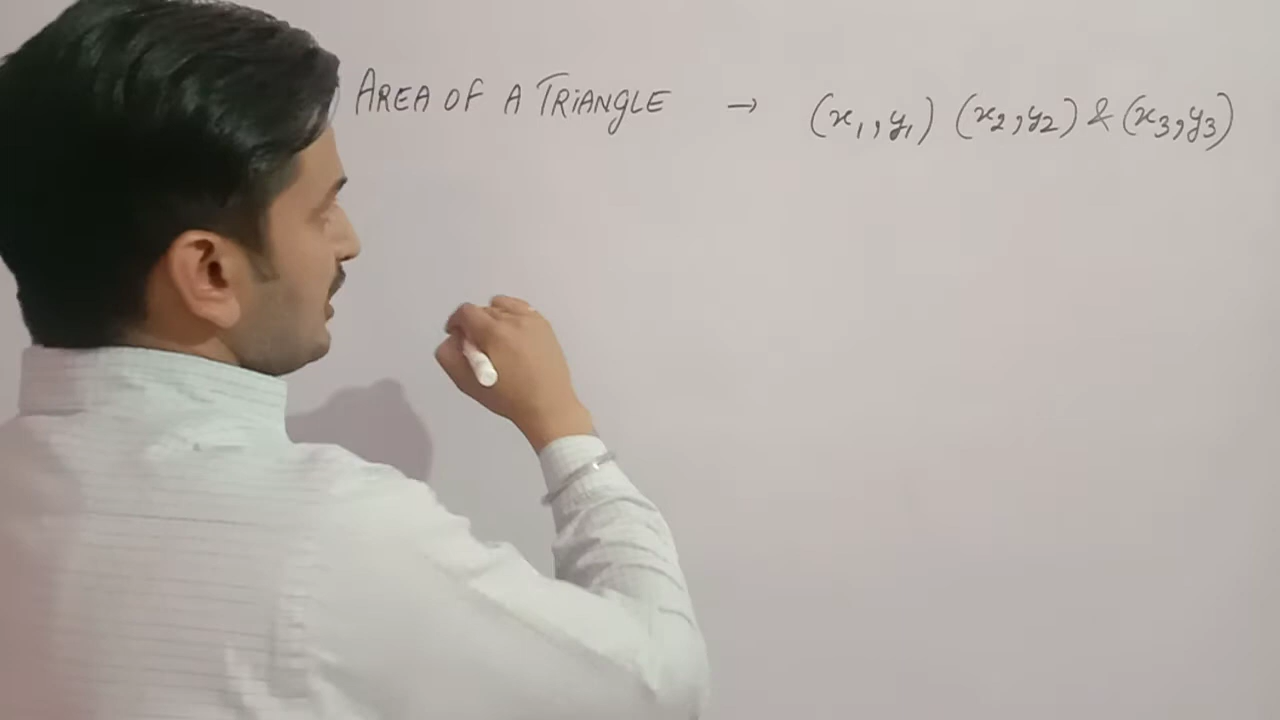 AREA OF A TRiANGLE → (x₁,y₁) (x₂,y₂) & (x₃,y₃)